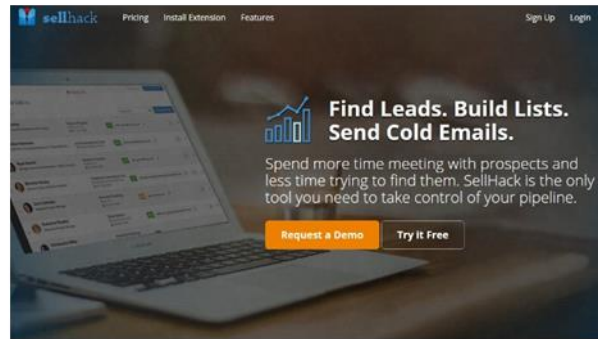 sellhack Pricing Install Extension Features Sign Up Login
Find Leads. Build Lists.
Send Cold Emails.
Spend more time meeting with prospects and
less time trying to find them. SellHack is the only
tool you need to take control of your pipeline.
Request a Demo Try it Free